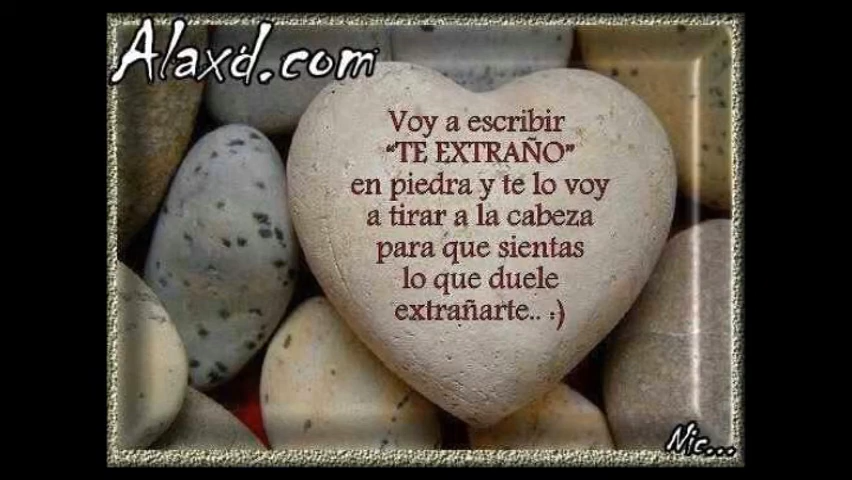 Alaxd.com
Voy a escribir
“TE EXTRAÑO”
en piedra y te lo voy
a tirar a la cabeza
para que sientas
lo que duele
extrañarte.. :)
Nic...